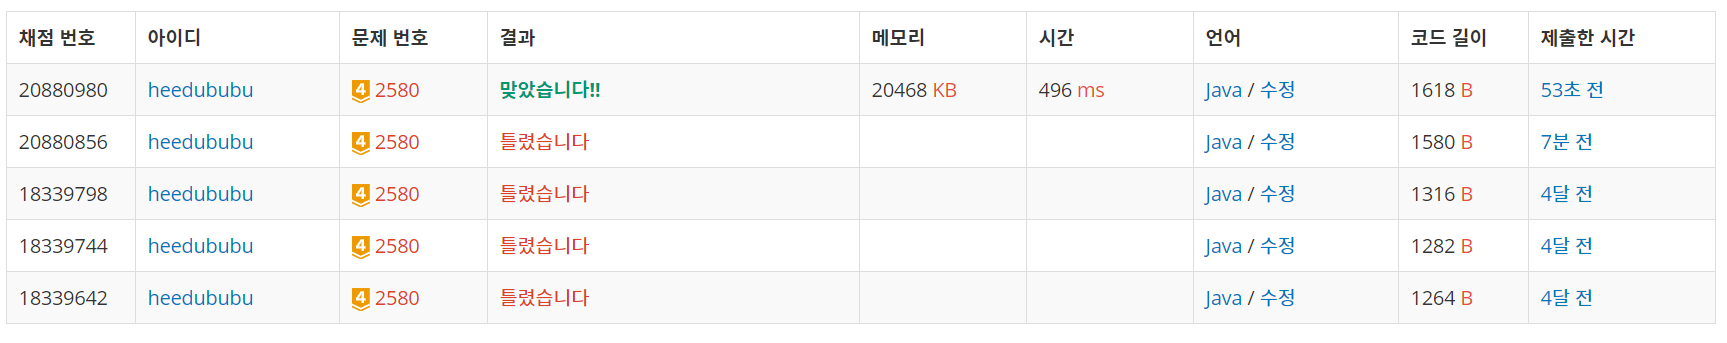 채점 번호 아이디 문제 번호 결과 메모리 시간 언어 코드 길이 제출한 시간
20880980 heedububu 4 2580 맞았습니다!! 20468 KB 496 ms Java / 수정 1618 B 53초 전
20880856 heedububu 4 2580 틀렸습니다 Java / 수정 1580 B 7분 전
18339798 heedububu 4 2580 틀렸습니다 Java / 수정 1316 B 4달 전
18339744 heedububu 4 2580 틀렸습니다 Java / 수정 1282 B 4달 전
18339642 heedububu 4 2580 틀렸습니다 Java / 수정 1264 B 4달 전